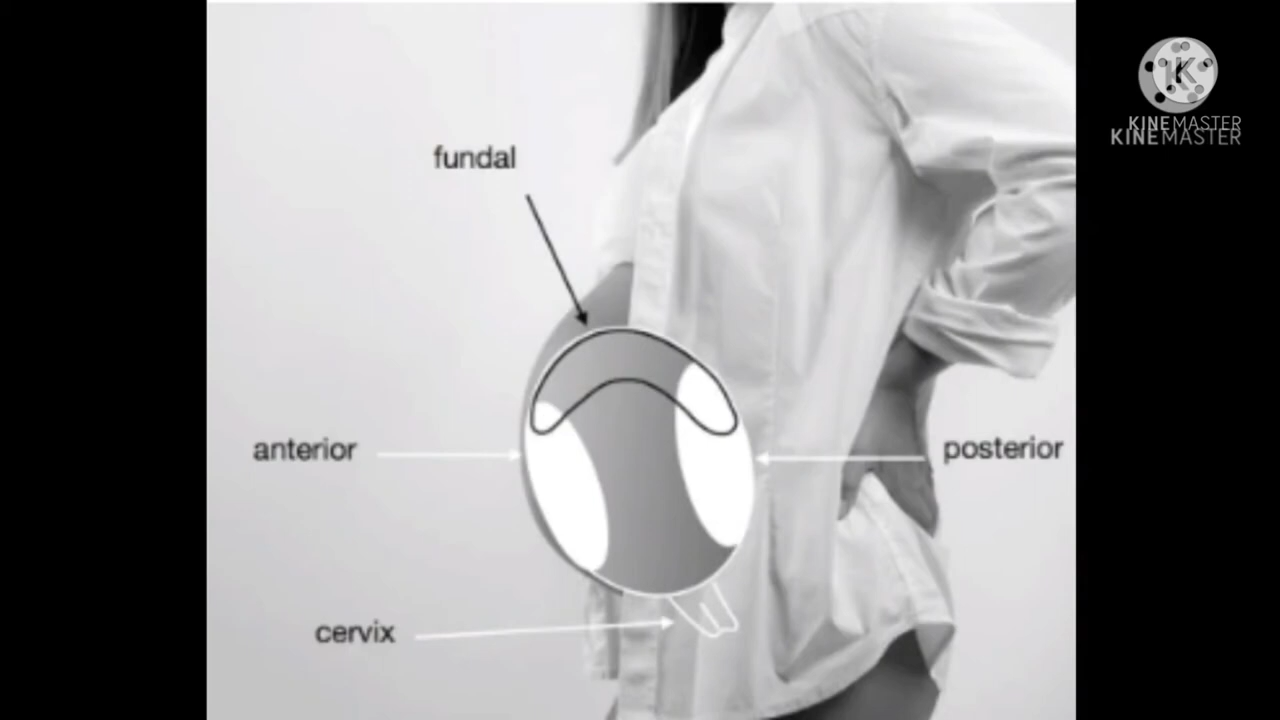 fundal
anterior
posterior
cervix
K
KINEMASTER
KINEMASTER